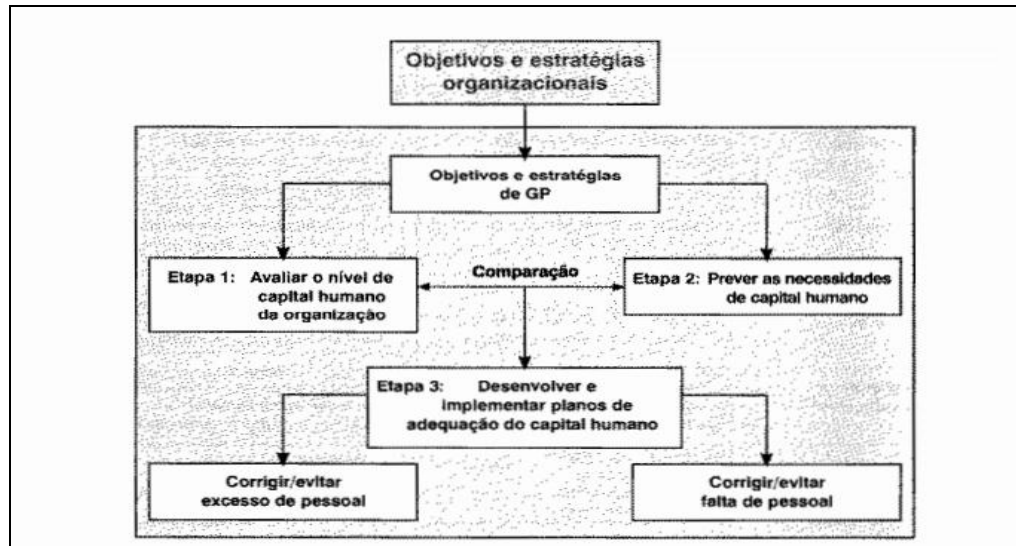 Objetivos e estratégias
organizacionais
Objetivos e estratégias
de GP
Etapa 1: Avaliar o nível de
capital humano
da organização
Comparação
Etapa 2: Prever as necessidades
de capital humano
Etapa 3: Desenvolver e
implementar planos de
adequação do capital humano
Corrigir/evitar
excesso de pessoal
Corrigir/evitar
falta de pessoal